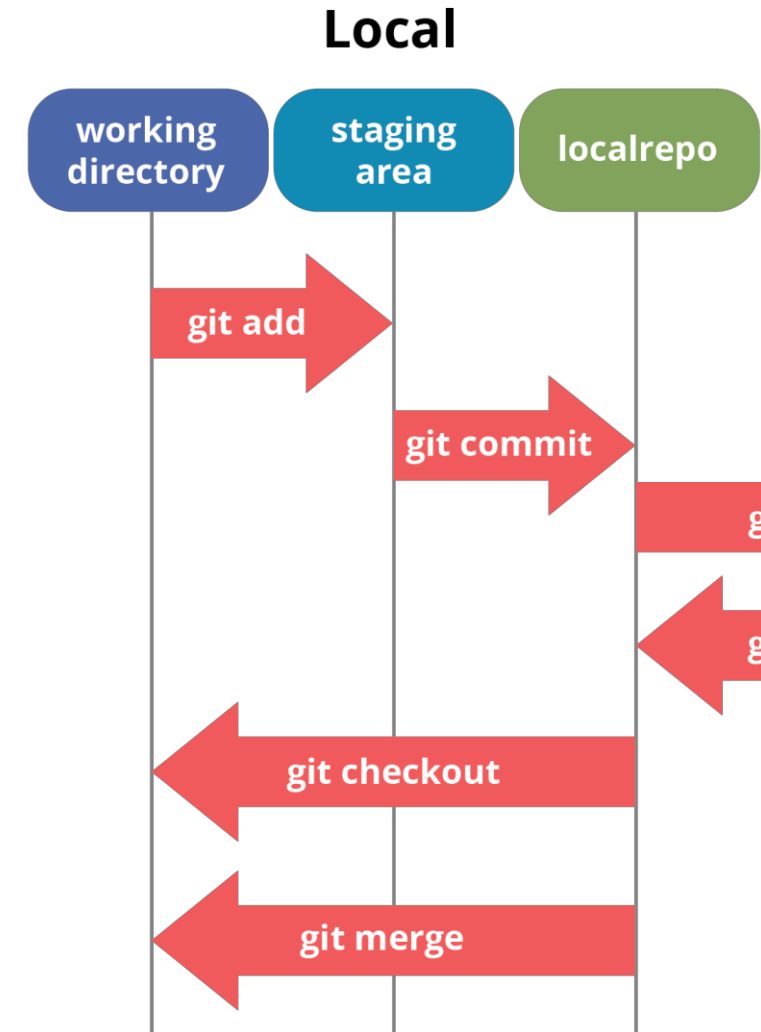 Local
working
directory
staging
area
localrepo
git add
git commit
git checkout
git merge